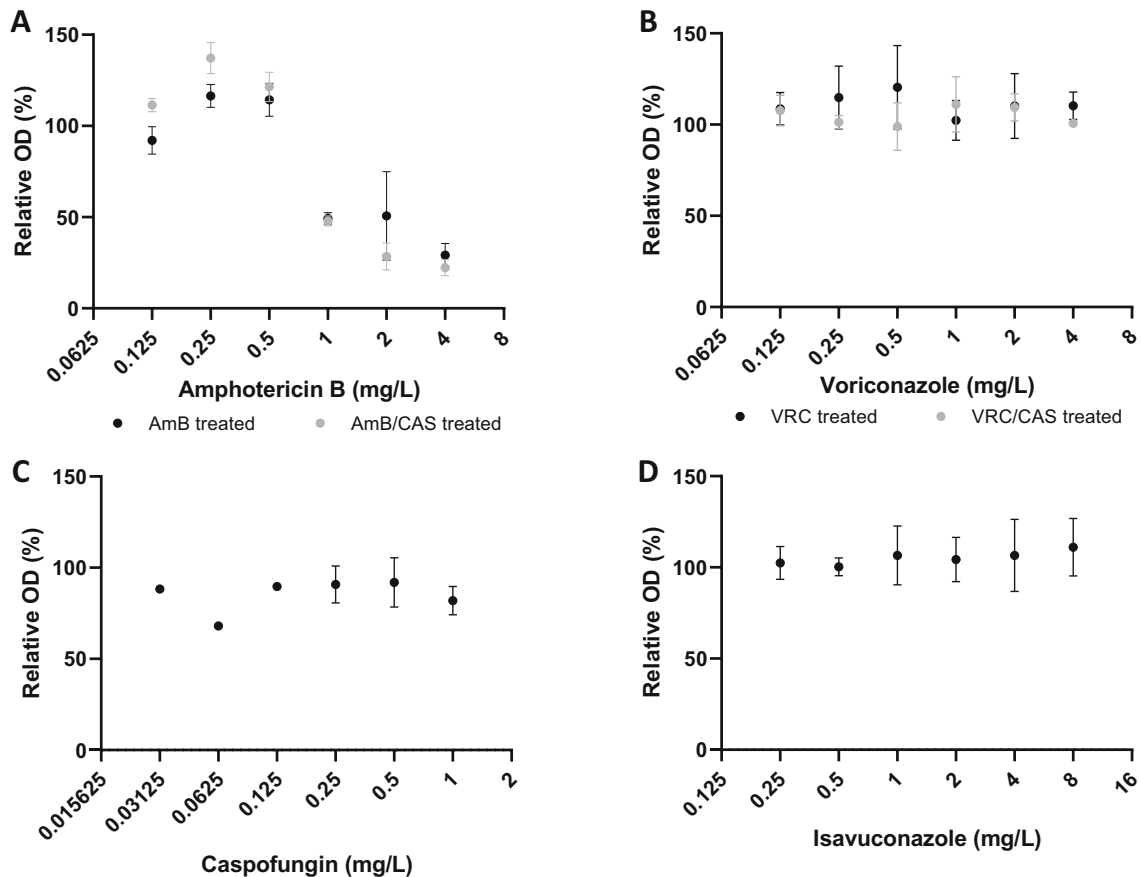 A
Relative OD (%)
150
100
50
0
0.0625 0.125 0.25 0.5 1 2 4 8
Amphotericin B (mg/L)
AmB treated AmB/CAS treated
B
Relative OD (%)
150
100
50
0
0.0625 0.125 0.25 0.5 1 2 4 8
Voriconazole (mg/L)
VRC treated VRC/CAS treated
C
Relative OD (%)
150
100
50
0
0.015625 0.03125 0.0625 0.125 0.25 0.5 1 2
Caspofungin (mg/L)
D
Relative OD (%)
150
100
50
0
0.125 0.25 0.5 1 2 4 8 16
Isavuconazole (mg/L)